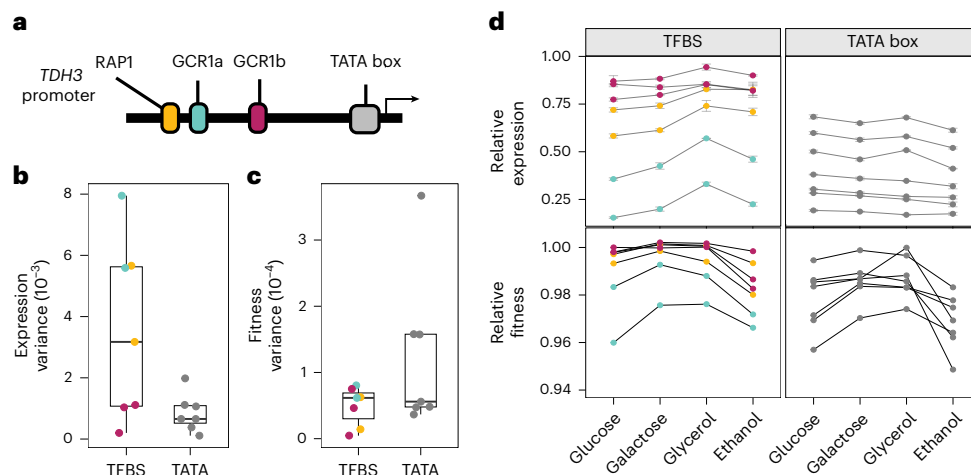 a
TDH3 promoter
RAP1
GCR1a
GCR1b
TATA box
b
Expression variance (10−3)
8
6
4
2
0
TFBS
TATA
c
Fitness variance (10−4)
3
2
1
0
TFBS
TATA
d
TFBS
TATA box
Relative expression
1.00
0.75
0.50
0.25
Relative fitness
1.00
0.98
0.96
0.94
Glucose
Galactose
Glycerol
Ethanol
Glucose
Galactose
Glycerol
Ethanol